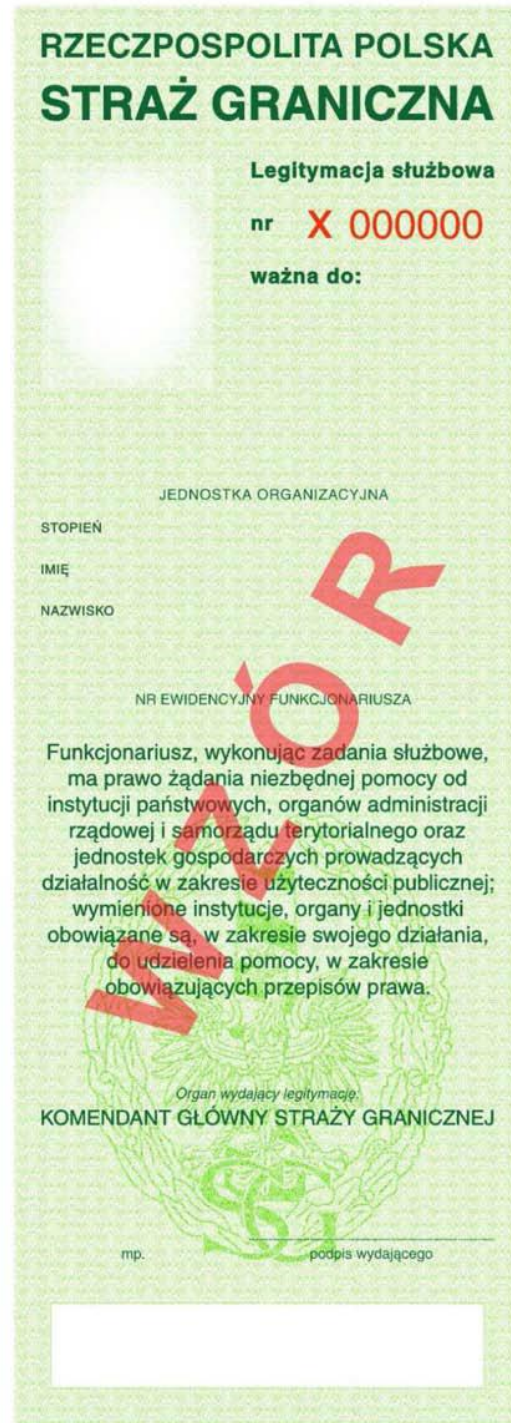 RZECZPOSPOLITA POLSKA
STRAŻ GRANICZNA
Legitymacja służbowa
nr X 000000
ważna do:
JEDNOSTKA ORGANIZACYJNA
STOPIEŃ
IMIĘ
NAZWISKO
NR EWIDENCYJNY FUNKCJONARIUSZA
Funkcjonariusz, wykonując zadania służbowe,
ma prawo żądania niezbędnej pomocy od
instytucji państwowych, organów administracji
rządowej i samorządu terytorialnego oraz
jednostek gospodarczych prowadzących
działalność w zakresie użyteczności publicznej;
wymienione instytucje, organy i jednostki
obowiązane są, w zakresie swojego działania,
do udzielenia pomocy, w zakresie
obowiązujących przepisów prawa.
WZÓR
Organ wydający legitymację:
KOMENDANT GŁÓWNY STRAŻY GRANICZNEJ
SG
mp.
podpis wydającego